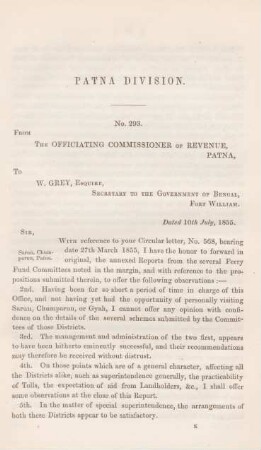 PATNA DIVISION.
No. 293.
FROM
THE OFFICIATING COMMISSIONER OF REVENUE,
PATNA,
TO
W. GREY, ESQUIRE,
SECRETARY TO THE GOVERNMENT OF BENGAL,
FORT WILLIAM.
Dated 16th July, 1855.
SIR,
WITH reference to your Circular letter, No. 968, bearing
date 27th March 1855, I have the honor to forward in
Sarun, Chum-
parun, Patna.
original, the annexed Reports from the several Ferry
Fund Committees noted in the margin, and with reference to the pro-
positions submitted therein, to offer the following observations :—
2nd. Having been for so short a period of time in charge of this
Office, and not having yet had the opportunity of personally visiting
Sarun, Chumparun, or Gyah, I cannot offer any opinion with confi-
dence on the details of the several schemes submitted by the Commit-
tees of those Districts.
3rd. The management and administration of the two first, appears
to have been hitherto eminently successful, and their recommendations
may therefore be received without distrust.
4th. On those points which are of a general character, affecting all
the Districts alike, such as superintendence generally, the practicability
of Tolls, the expectation of aid from Landholders, &c., I shall offer
some observations at the close of this Report.
5th. In the matter of special superintendence, the arrangements of
both these Districts appear to be satisfactory.